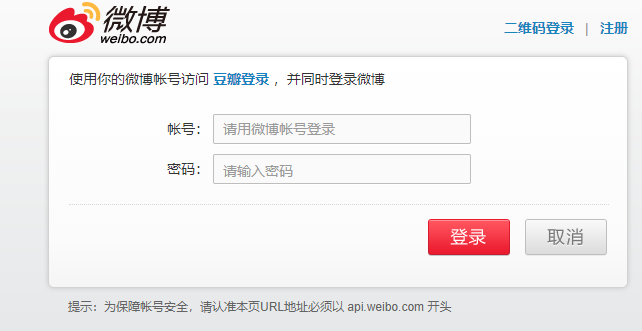 微博
weibo.com
二维码登录 | 注册
使用你的微博帐号访问 豆瓣登录 ，并同时登录微博
帐号： 请用微博帐号登录
密码： 请输入密码
登录 取消
提示：为保障帐号安全，请认准本页URL地址必须以 api.weibo.com 开头